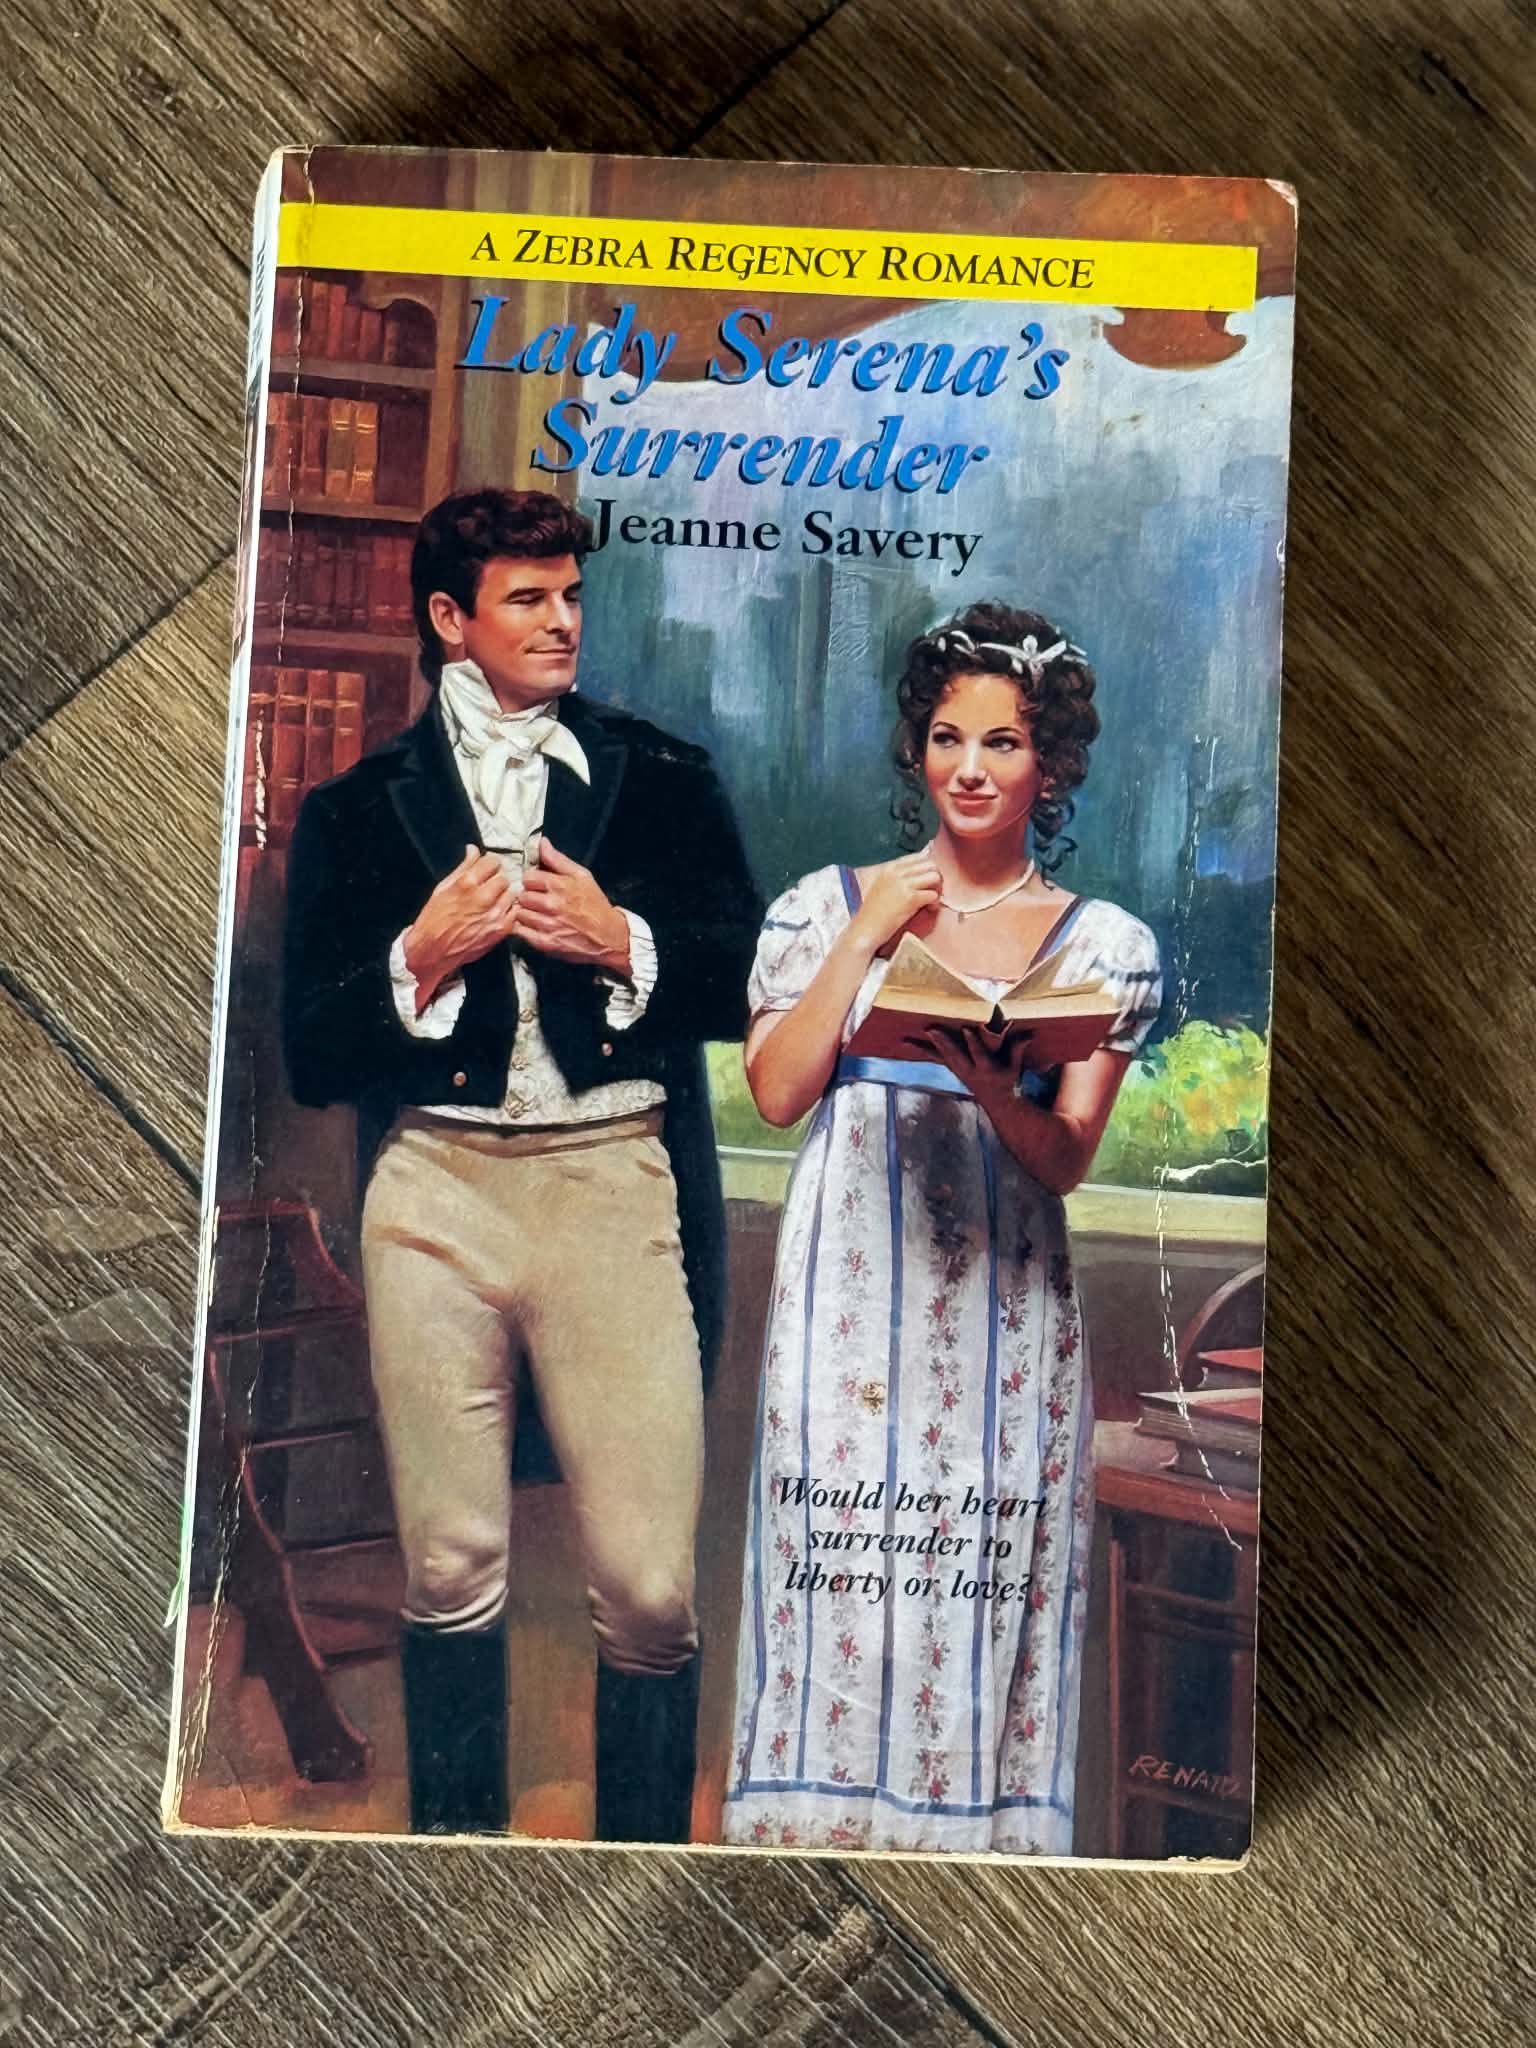 A ZEBRA REGENCY ROMANCE
Lady Serena's
Surrender
Jeanne Savery
Would her heart
surrender to
liberty or love?
RENATO